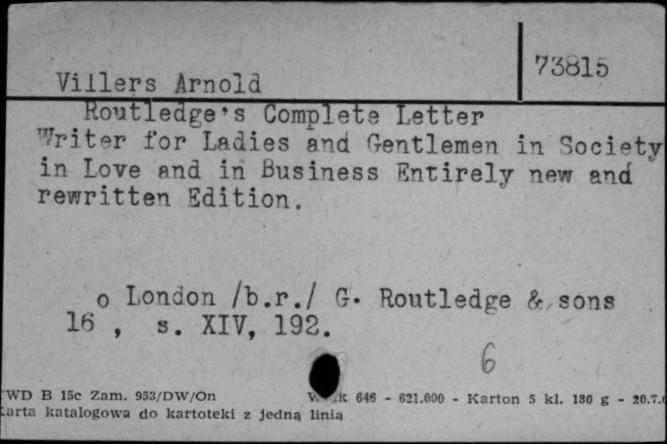 73815
Villers Arnold
Routledge's Complete Letter
Writer for Ladies and Gentlemen in Society
in Love and in Business Entirely new and
rewritten Edition.
o London /b.r./ G. Routledge & sons
16 , s. XIV, 192.
6
WD B 15c Zam. 953/DW/On 646 - 621.000 - Karton 5 kl. 180 g - 20.7.
Karta katalogowa do kartoteki z jedną linią